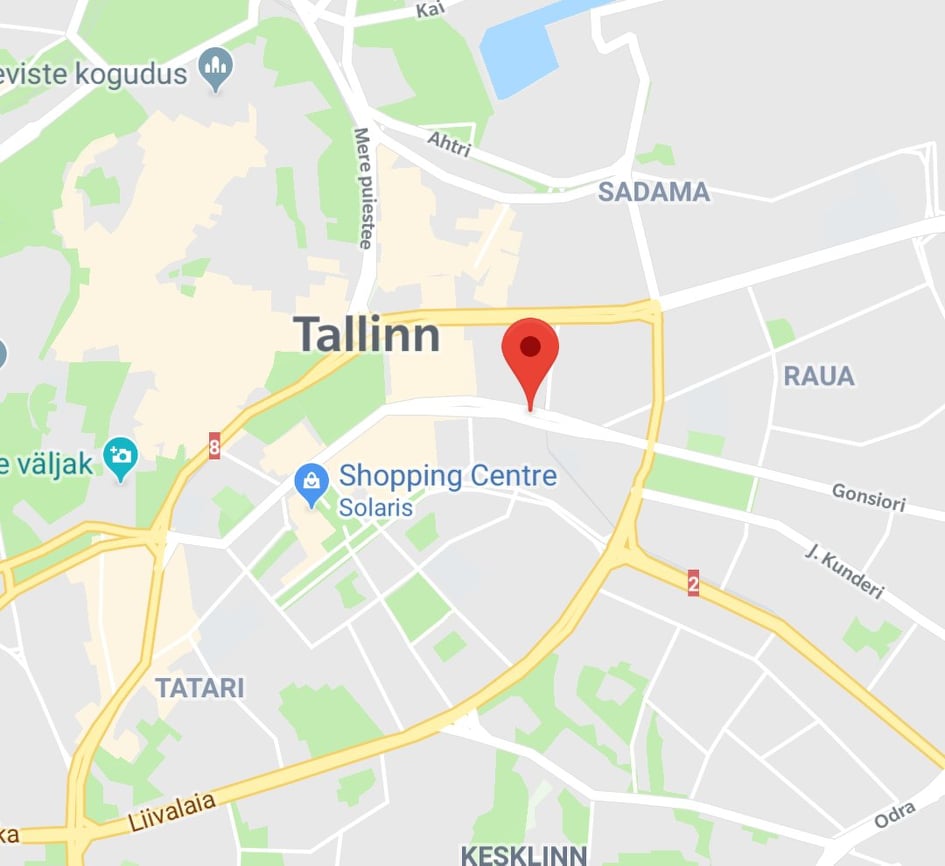 Kai
eviste kogudus
Mere puiestee
Ahtri
SADAMA
Tallinn
RAUA
8
e väljak
Shopping Centre
Solaris
Gonsiori
J. Kunderi
2
TATARI
Liivalaia
ka
Odra
KESKLINN